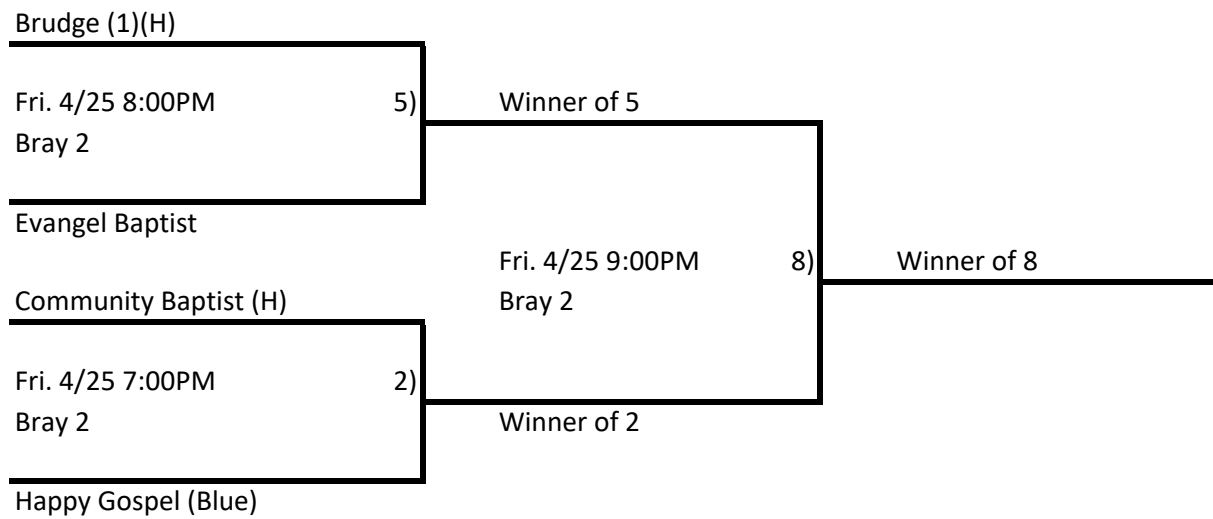 Brudge (1)(H)
Fri. 4/25 8:00PM 5) Winner of 5
Bray 2
Evangel Baptist
Fri. 4/25 9:00PM 8) Winner of 8
Community Baptist (H) Bray 2
Fri. 4/25 7:00PM 2)
Bray 2 Winner of 2
Happy Gospel (Blue)